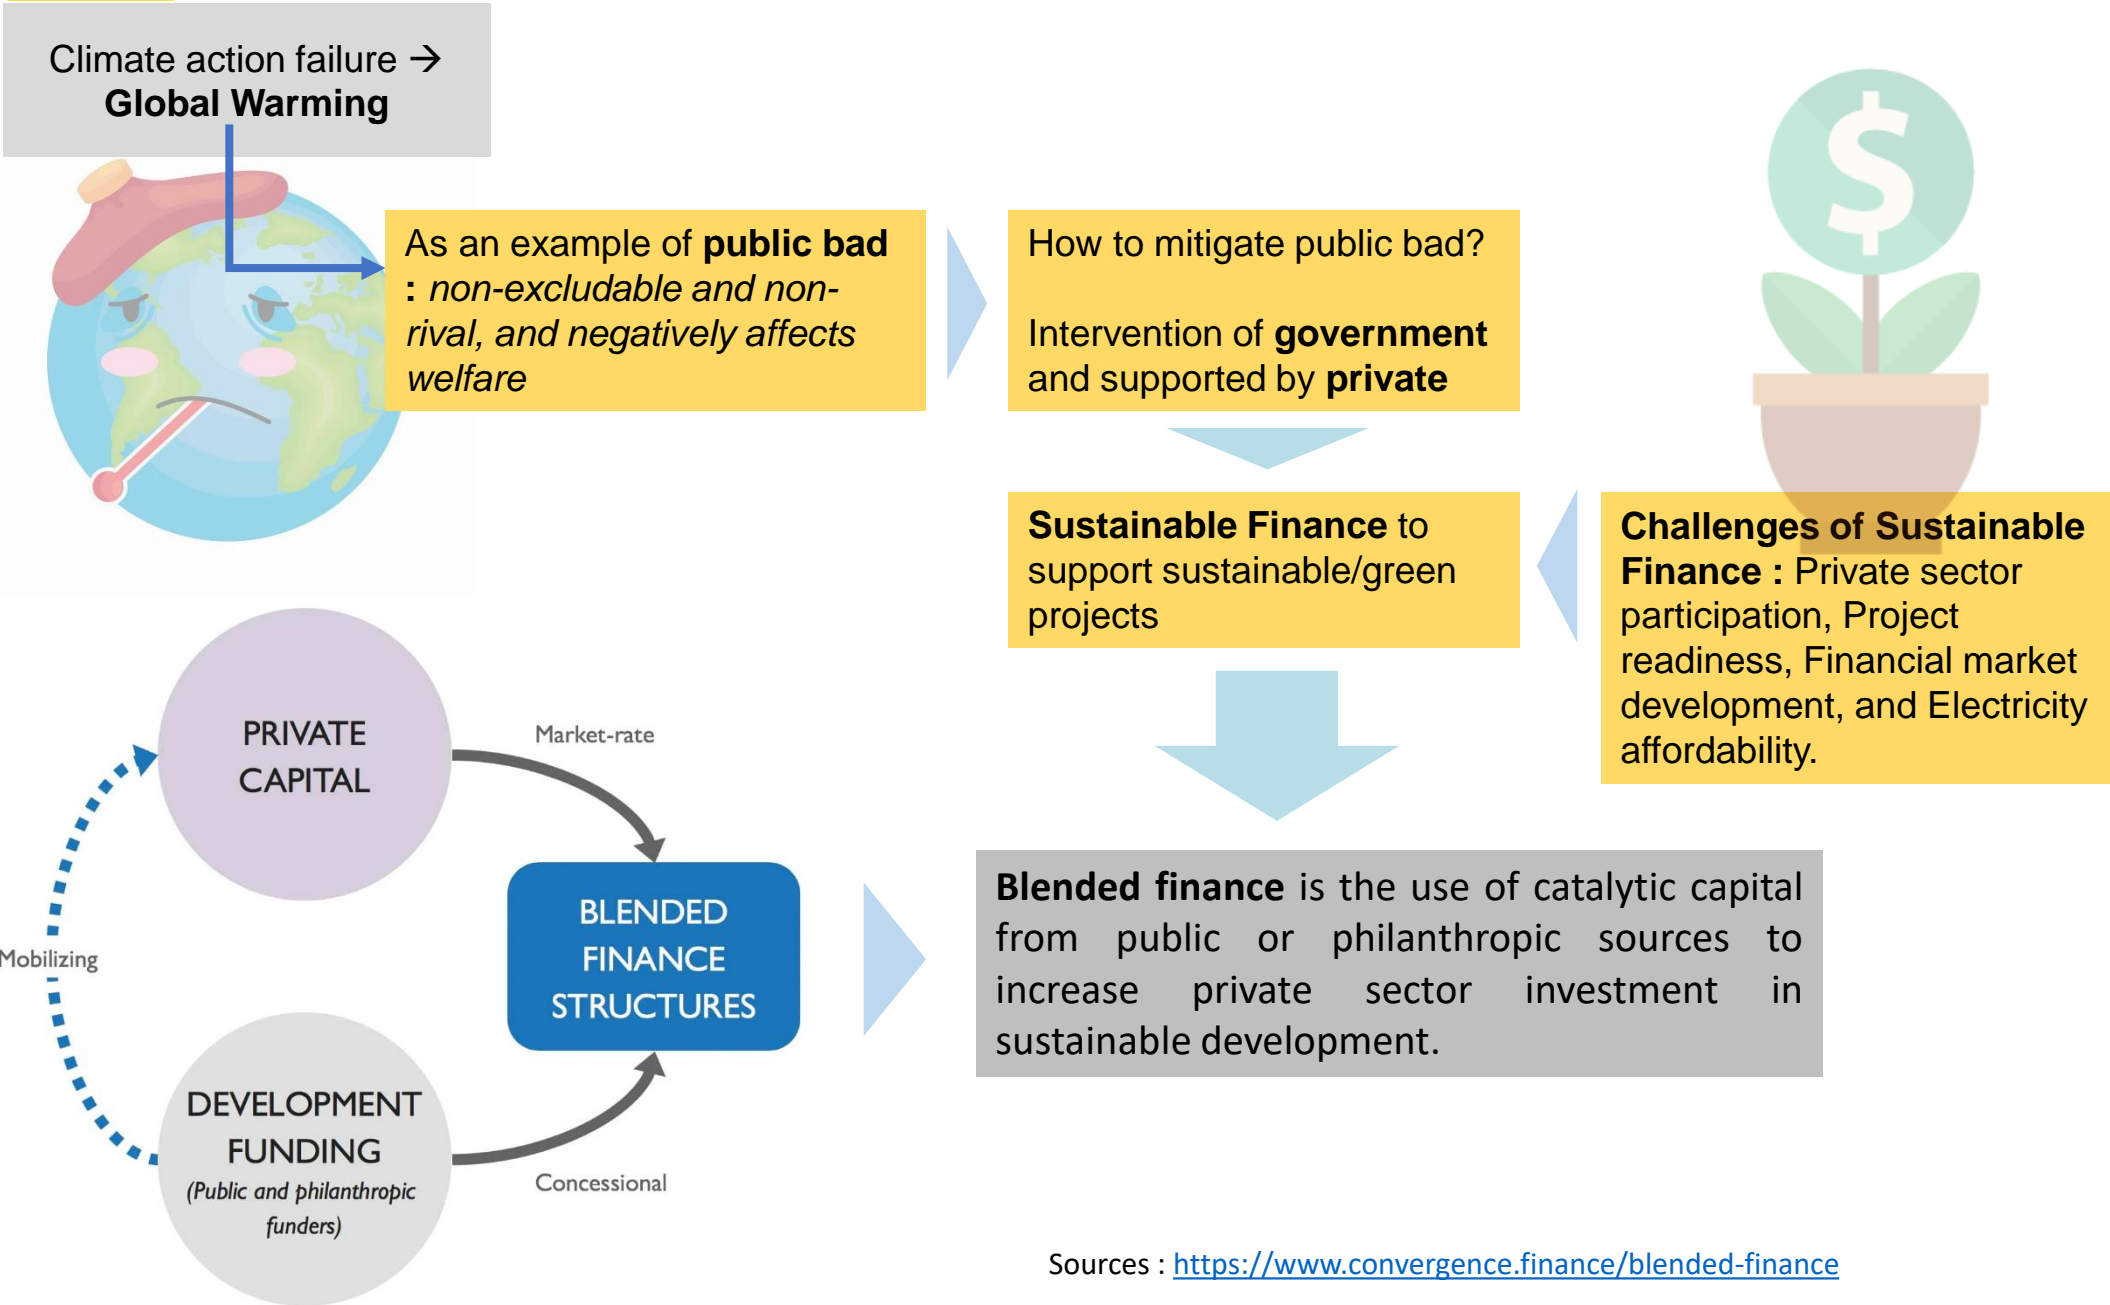 Climate action failure →
Global Warming
As an example of public bad
: non-excludable and non-
rival, and negatively affects
welfare
How to mitigate public bad?
Intervention of government
and supported by private
$
Sustainable Finance to
support sustainable/green
projects
Challenges of Sustainable
Finance : Private sector
participation, Project
readiness, Financial market
development, and Electricity
affordability.
PRIVATE
CAPITAL
Market-rate
BLENDED
FINANCE
STRUCTURES
Mobilizing
DEVELOPMENT
FUNDING
(Public and philanthropic
funders)
Concessional
Blended finance is the use of catalytic capital
from public or philanthropic sources to
increase private sector investment in
sustainable development.
Sources : https://www.convergence.finance/blended-finance